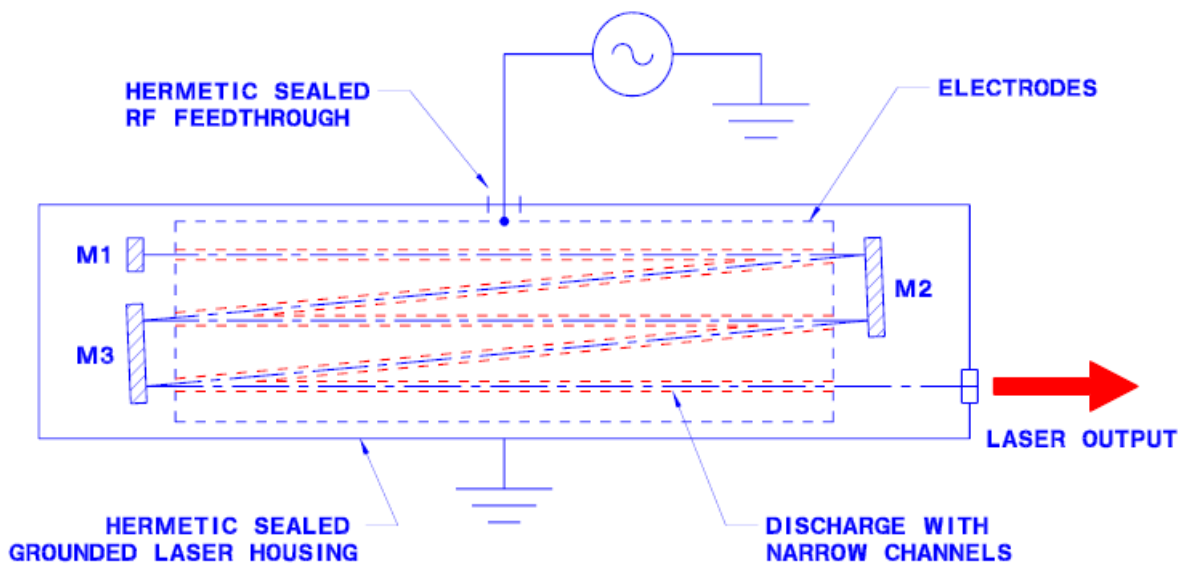 HERMETIC SEALED
RF FEEDTHROUGH
ELECTRODES
M1
M2
M3
LASER OUTPUT
HERMETIC SEALED
GROUNDED LASER HOUSING
DISCHARGE WITH
NARROW CHANNELS